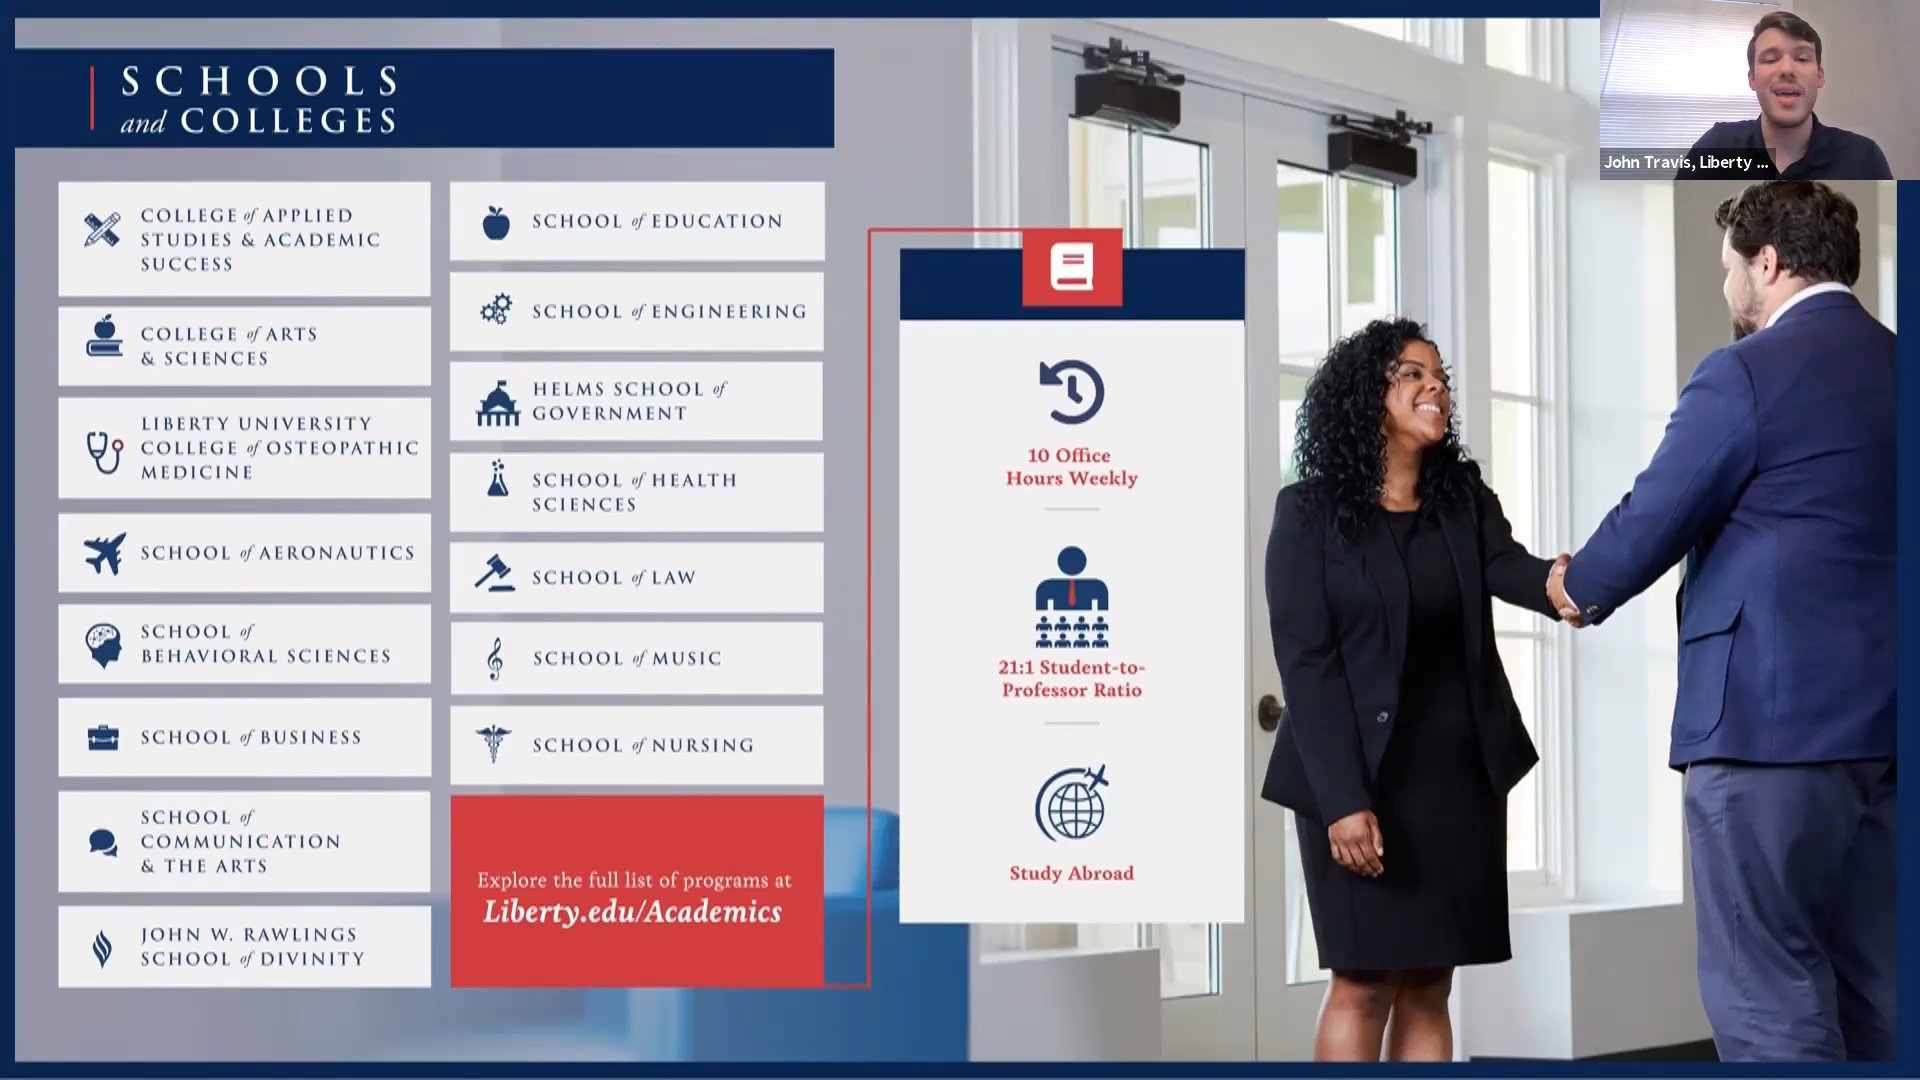 SCHOOLS
and COLLEGES
COLLEGE of APPLIED
STUDIES & ACADEMIC
SUCCESS
COLLEGE of ARTS
& SCIENCES
LIBERTY UNIVERSITY
COLLEGE of OSTEOPATHIC
MEDICINE
SCHOOL of AERONAUTICS
SCHOOL of
BEHAVIORAL SCIENCES
SCHOOL of BUSINESS
SCHOOL of
COMMUNICATION
& THE ARTS
JOHN W. RAWLINGS
SCHOOL of DIVINITY
SCHOOL of EDUCATION
SCHOOL of ENGINEERING
HELMS SCHOOL of
GOVERNMENT
SCHOOL of HEALTH
SCIENCES
SCHOOL of LAW
SCHOOL of MUSIC
SCHOOL of NURSING
Explore the full list of programs at
Liberty.edu/Academics
10 Office
Hours Weekly
21:1 Student-to-
Professor Ratio
Study Abroad
John Travis, Liberty ...